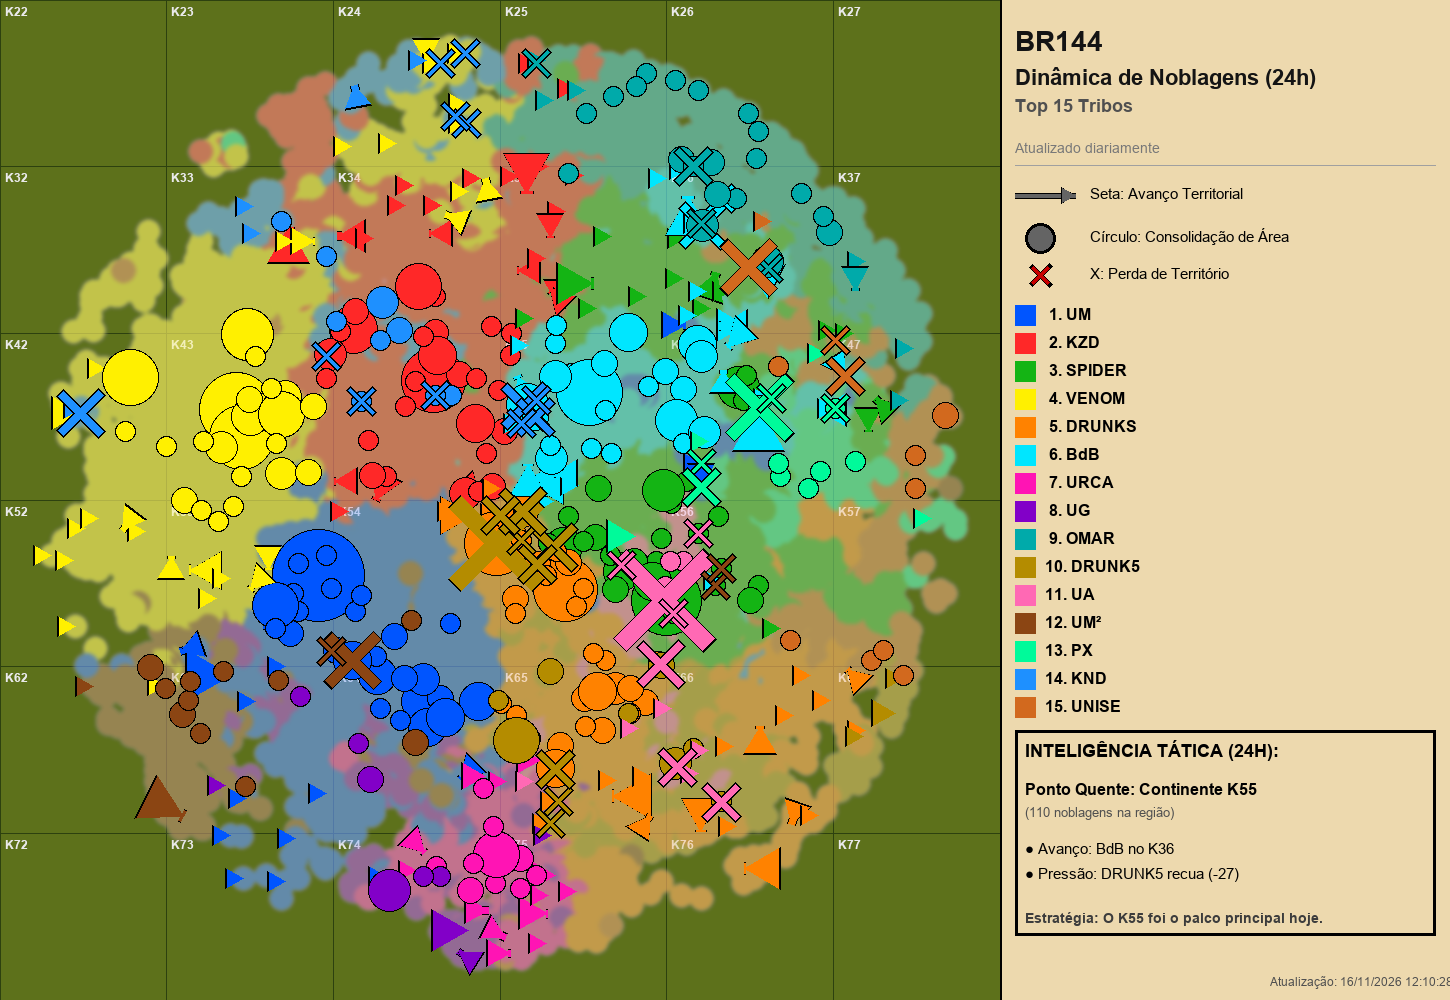 K22 K23 K24 K25 K26 K27
K32 K33 K34 K37
K42 K43 K47
K52 K54 K56 K57
K62 K65 K66
K72 K73 K74 K76 K77
BR144
Dinâmica de Noblagens (24h)
Top 15 Tribos
Atualizado diariamente
Seta: Avanço Territorial
Círculo: Consolidação de Área
X: Perda de Território
1. UM
2. KZD
3. SPIDER
4. VENOM
5. DRUNKS
6. BdB
7. URCA
8. UG
9. OMAR
10. DRUNK5
11. UA
12. UM²
13. PX
14. KND
15. UNISE
INTELIGÊNCIA TÁTICA (24H):
Ponto Quente: Continente K55
(110 noblagens na região)
● Avanço: BdB no K36
● Pressão: DRUNK5 recua (-27)
Estratégia: O K55 foi o palco principal hoje.
Atualização: 16/11/2026 12:10:28